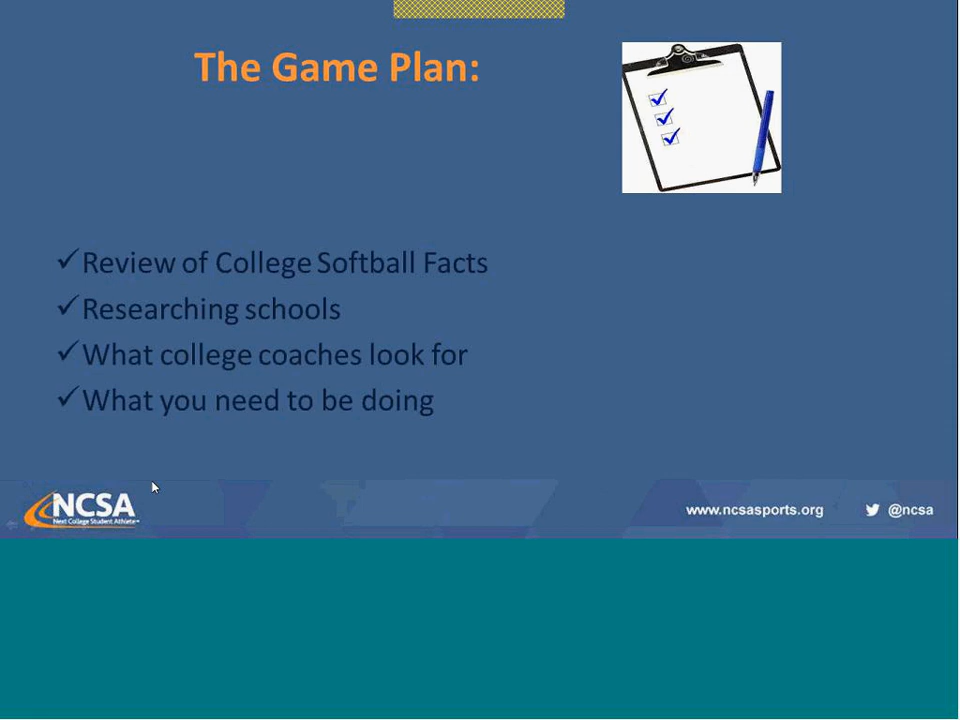 The Game Plan:
✓Review of College Softball Facts
✓Researching schools
✓What college coaches look for
✓What you need to be doing
NCSA
Next College Student Athlete™
www.ncsasports.org
@ncsa